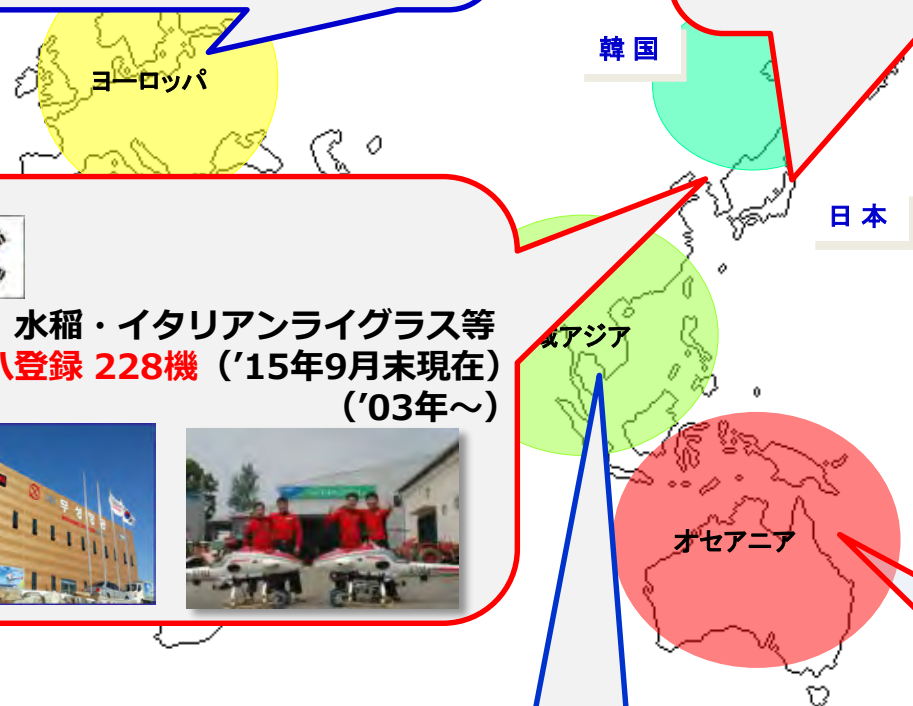 ヨーロッパ
韓 国
日 本
水稲・イタリアンライグラス等
登録 228機（’15年9月末現在）
（’03年～）
アジア
オセアニア